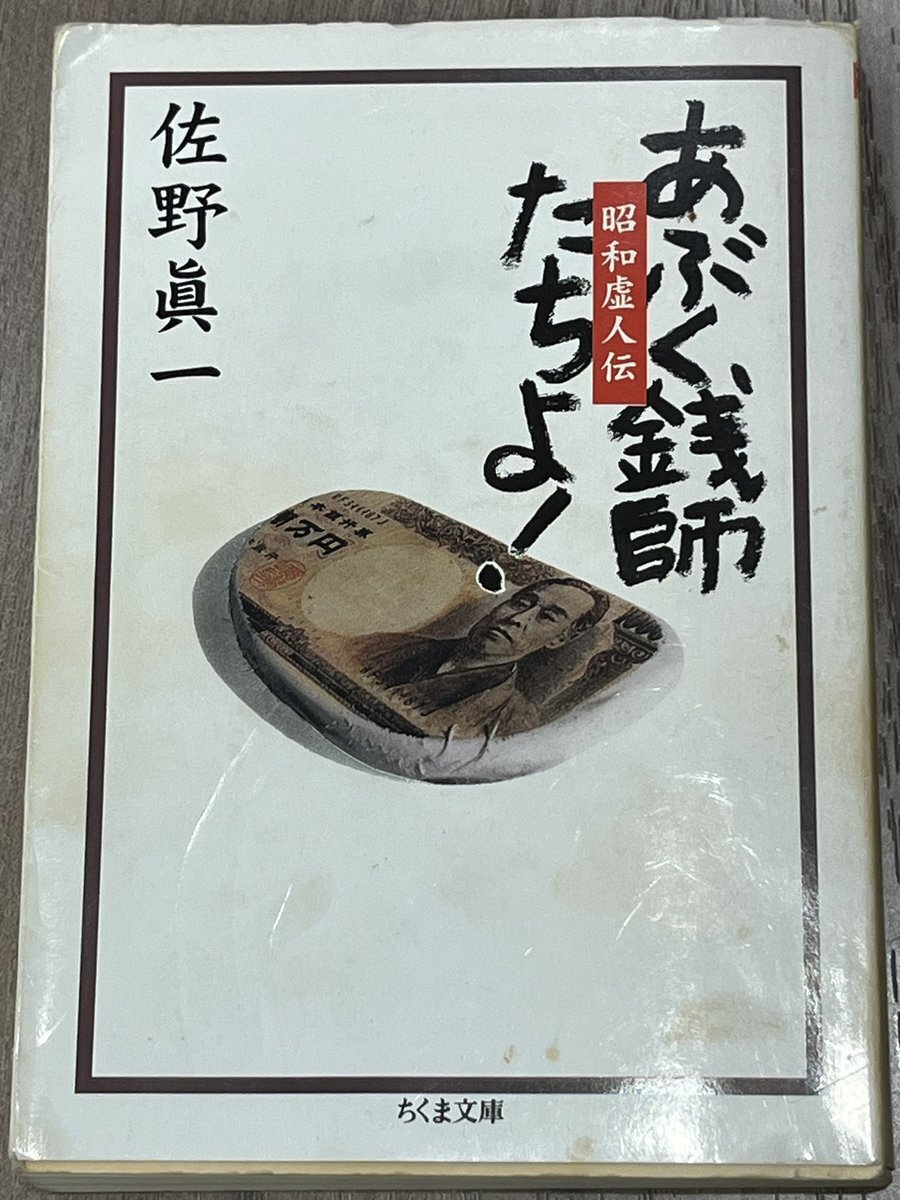 あぶく銭師
たちよ!
昭和虚人伝
佐野眞一
壱万円
ちくま文庫